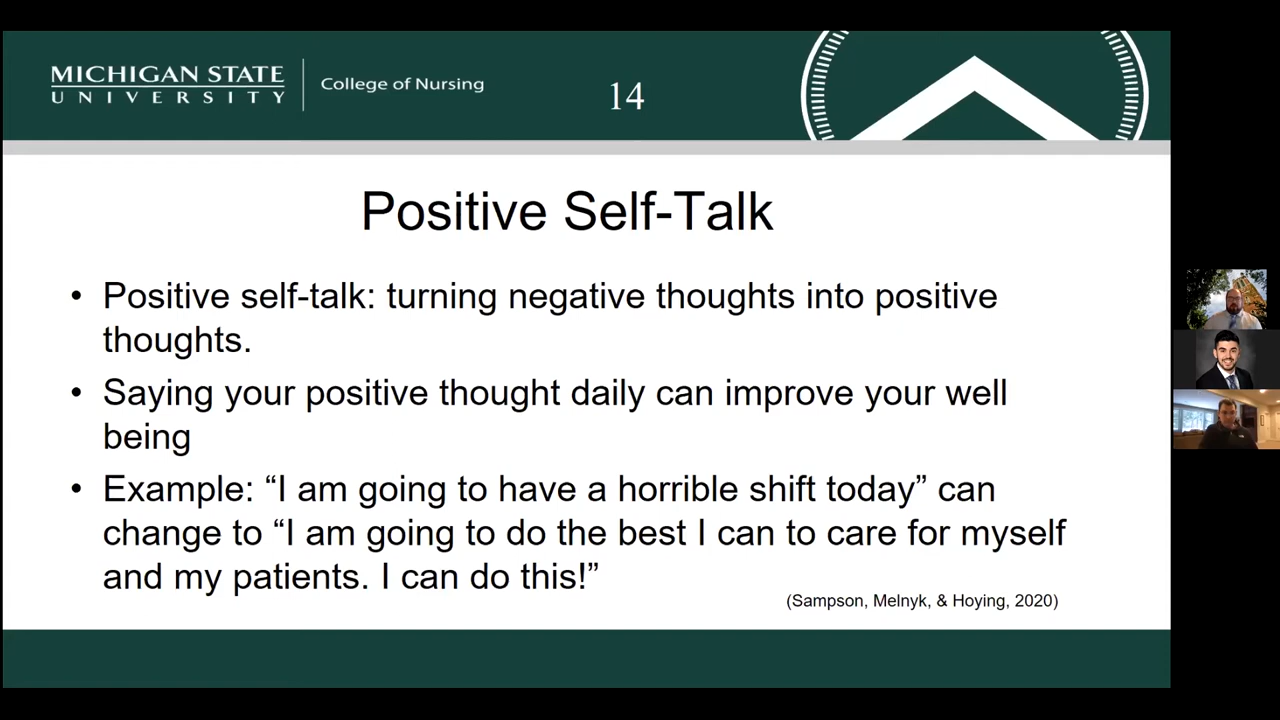 MICHIGAN STATE
UNIVERSITY
College of Nursing
14
Positive Self-Talk
• Positive self-talk: turning negative thoughts into positive
thoughts.
• Saying your positive thought daily can improve your well
being
• Example: “I am going to have a horrible shift today” can
change to “I am going to do the best I can to care for myself
and my patients. I can do this!”
(Sampson, Melnyk, & Hoying, 2020)